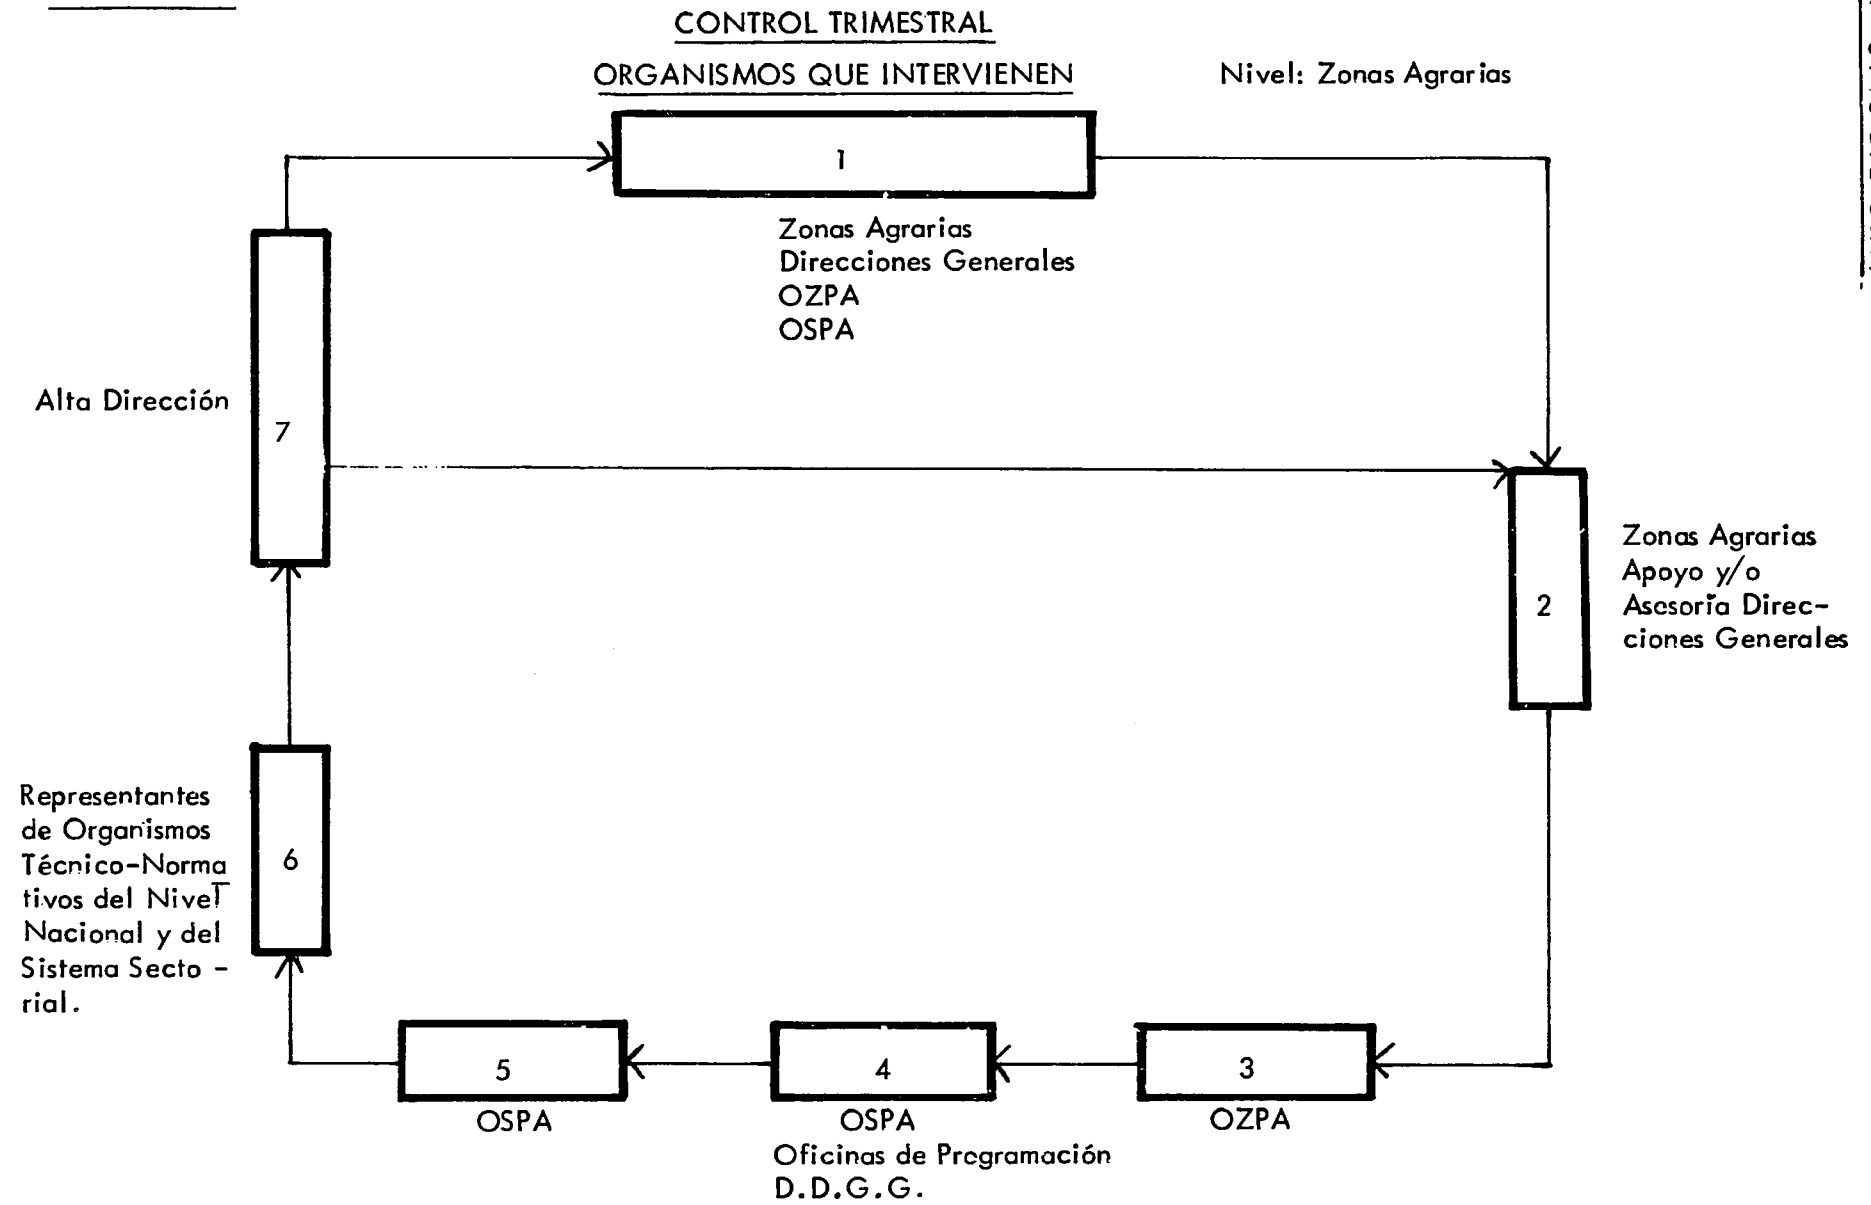 CONTROL TRIMESTRAL
ORGANISMOS QUE INTERVIENEN
Nivel: Zonas Agrarias
1
Zonas Agrarias
Direcciones Generales
OZPA
OSPA
Alta Dirección
7
2
Zonas Agrarias
Apoyo y/o
Asesoría Direc-
ciones Generales
Representantes
de Organismos
Técnico-Norma
tivos del Nivel
Nacional y del
Sistema Secto -
rial.
6
5
OSPA
4
OSPA
Oficinas de Programación
D.D.G.G.
3
OZPA